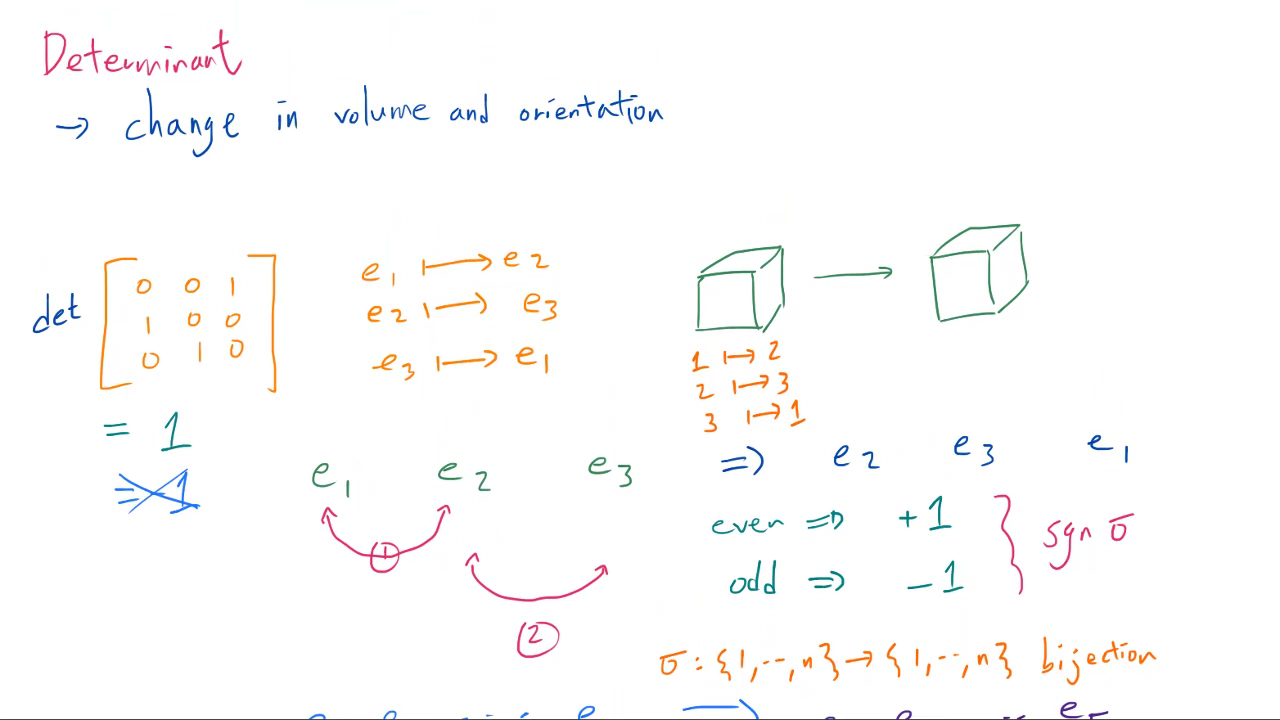 Determinant
→ change in volume and orientation
det [ 0 0 1
1 0 0
0 1 0 ]
= 1
= 1
e1 ↦ e2
e2 ↦ e3
e3 ↦ e1
→
1 ↦ 2
2 ↦ 3
3 ↦ 1
e1 e2 e3 ⇒ e2 e3 e1
① ②
even ⇒ +1
odd ⇒ −1
} sgn σ
σ : {1,--,n} → {1,--,n} bijection